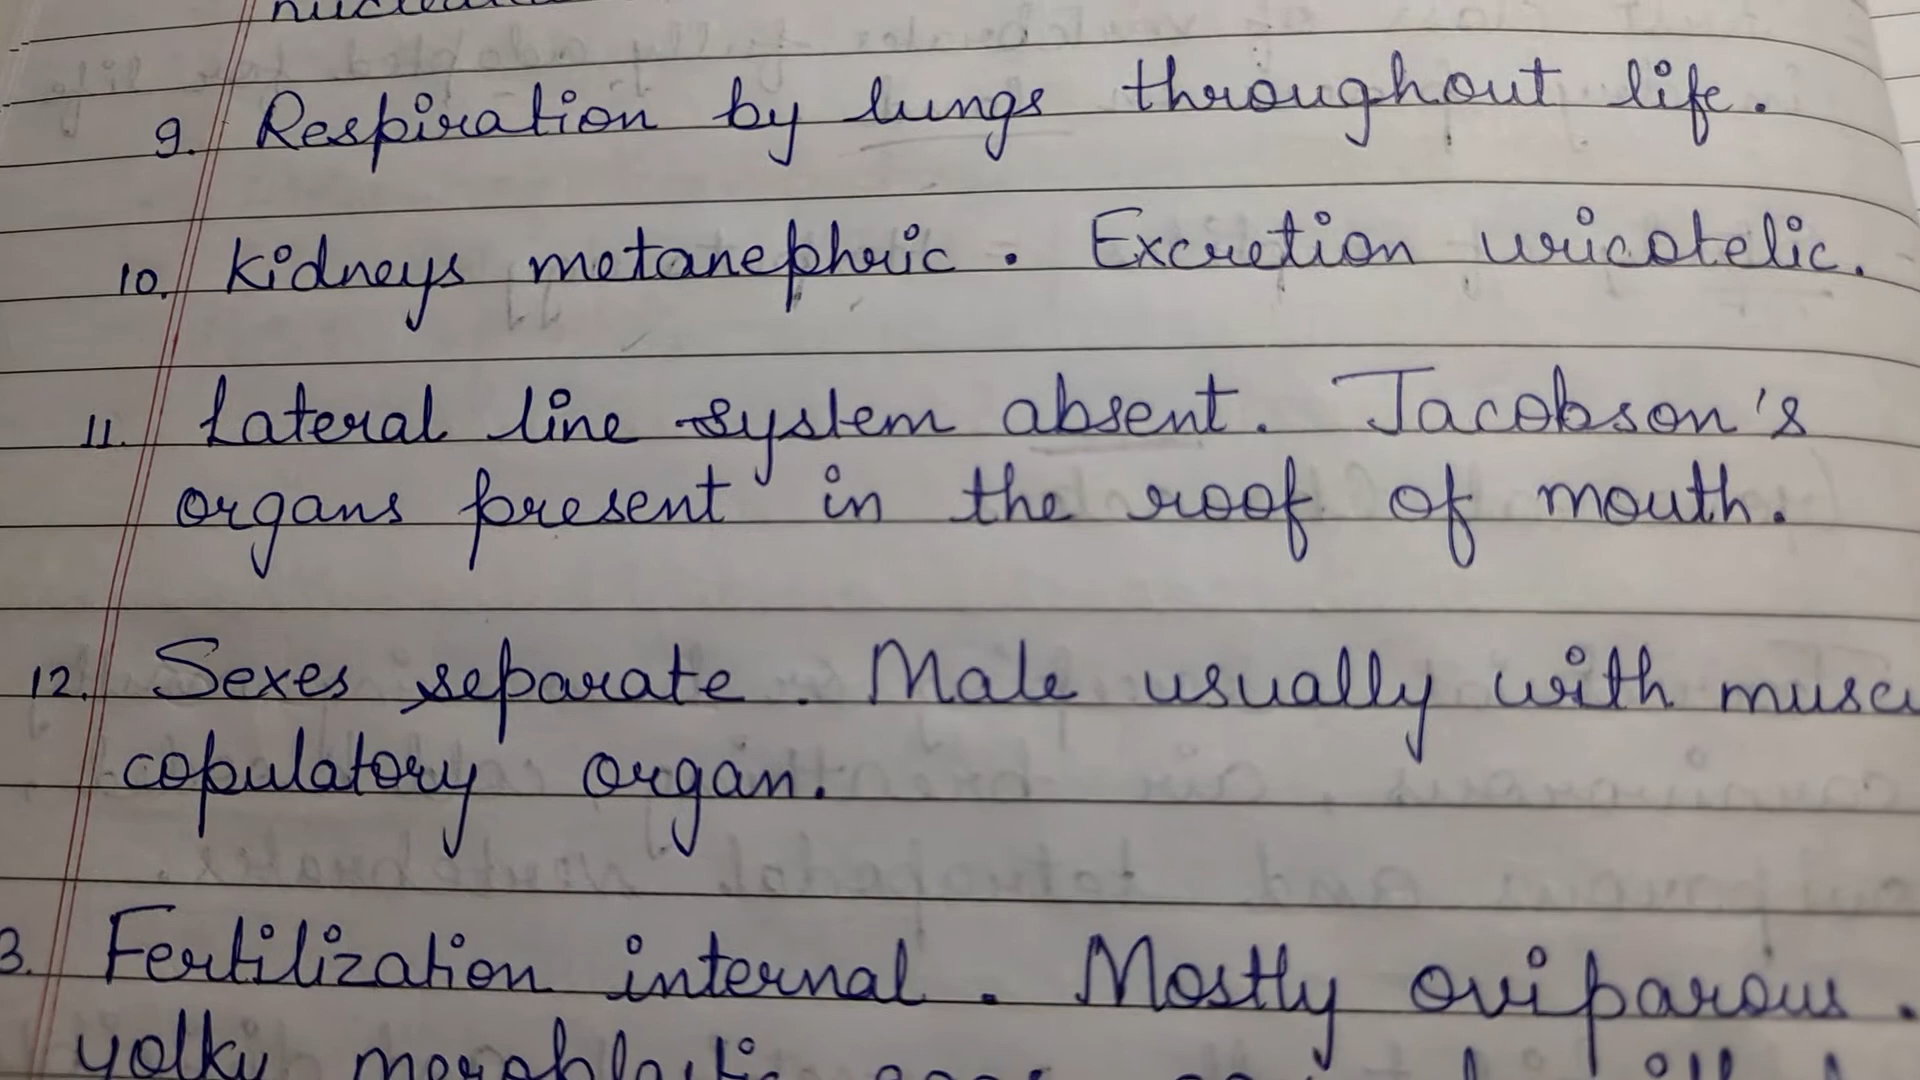 9. Respiration by lungs throughout life.
10. Kidneys metanephric. Excretion uricotelic.
11. Lateral line system absent. Jacobson's
organs present in the roof of mouth.
12. Sexes separate. Male usually with
copulatory organ.
3. Fertilization internal. Mostly oviparous.
yolky